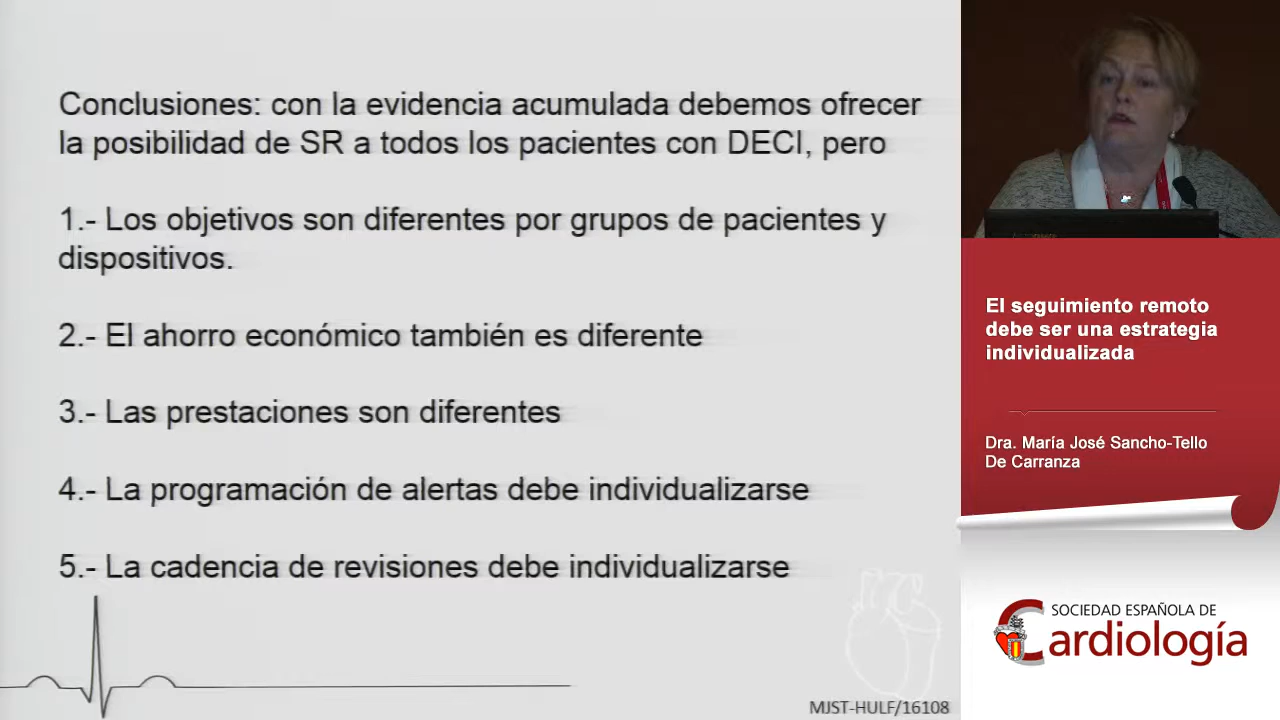 Conclusiones: con la evidencia acumulada debemos ofrecer
la posibilidad de SR a todos los pacientes con DECI, pero
1.- Los objetivos son diferentes por grupos de pacientes y
dispositivos.
2.- El ahorro económico también es diferente
3.- Las prestaciones son diferentes
4.- La programación de alertas debe individualizarse
5.- La cadencia de revisiones debe individualizarse
MJST-HULF/16108
El seguimiento remoto
debe ser una estrategia
individualizada
Dra. María José Sancho-Tello
De Carranza
SOCIEDAD ESPAÑOLA DE
Cardiología